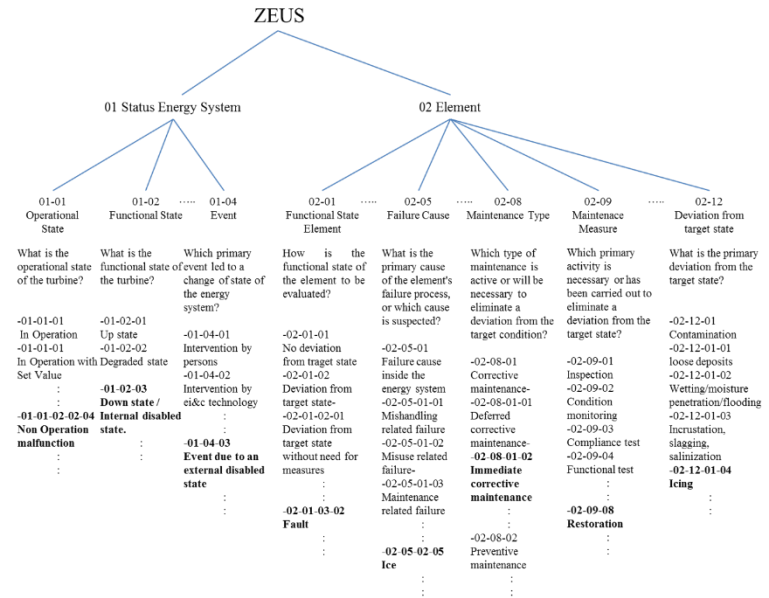 ZEUS
01 Status Energy System
02 Element
01-01
Operational
State
01-02
Functional State
.....
01-04
Event
02-01
Functional State
Element
.....
02-05
Failure Cause
.....
02-08
Maintenance Type
02-09
Maintenace
Measure
.....
02-12
Deviation from
target state
What is the
operational state
of the turbine?
-01-01-01
In Operation
-01-01-01
In Operation with
Set Value
:
:
-01-01-02-02-04
Non Operation
malfunction
:
:
What is the
functional state of
the turbine?
-01-02-01
Up state
-01-02-02
Degraded state
-01-02-03
Down state /
Internal disabled
state.
:
:
Which primary
event led to a
change of state of
the energy
system?
-01-04-01
Intervention by
persons
-01-04-02
Intervention by
ei&c technology
:
:
-01-04-03
Event due to an
external disabled
state
:
:
How is the
functional state of
the element to be
evaluated?
-02-01-01
No deviation
from traget state
-02-01-02
Deviation from
target state-
-02-01-02-01
Deviation from
target state
without need for
measures
:
:
-02-01-03-02
Fault
:
:
What is the
primary cause
of the element's
failure process,
or which cause
is suspected?
-02-05-01
Failure cause
inside the
energy system
-02-05-01-01
Mishandling
related failure
-02-05-01-02
Misuse related
failure-
-02-05-01-03
Maintenance
related failure
:
:
-02-05-02-05
Ice
:
:
Which type of
maintenance is
active or will be
necessary to
eliminate a
deviation from the
target condition?
-02-08-01
Corrective
maintenance-
-02-08-01-01
Deferred
corrective
maintenance-
-02-08-01-02
Immediate
corrective
maintenance
:
:
-02-08-02
Preventive
maintenance
:
:
Which primary
activity is
necessary or has
been carried out to
eliminate a
deviation from the
target state?
-02-09-01
Inspection
-02-09-02
Condition
monitoring
-02-09-03
Compliance test
-02-09-04
Functional test
:
:
-02-09-08
Restoration
:
:
What is the primary
deviation from the
target state?
-02-12-01
Contamination
-02-12-01-01
loose deposits
-02-12-01-02
Wetting/moisture
penetration/flooding
-02-12-01-03
Incrustation,
slagging,
salinization
-02-12-01-04
Icing
:
: